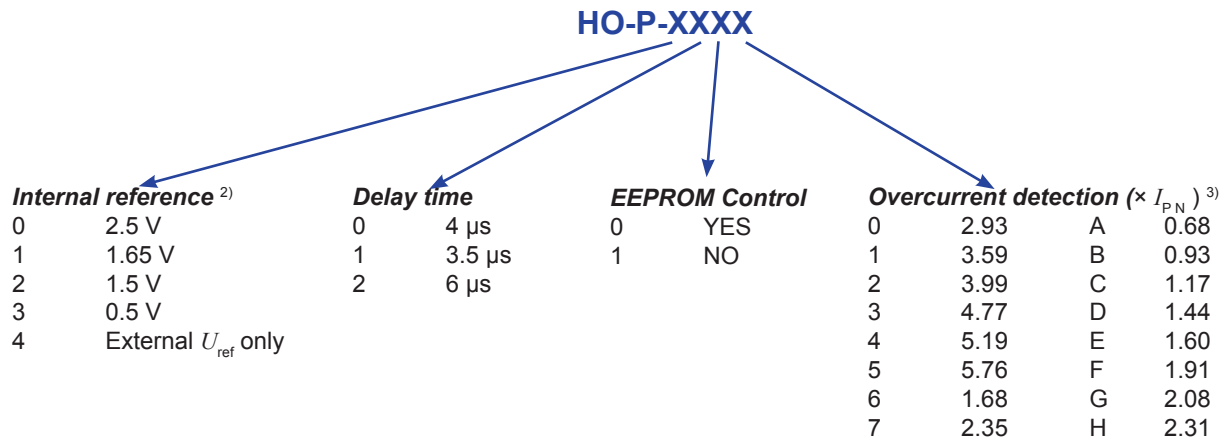 HO-P-XXXX
Internal reference 2)
0 2.5 V
1 1.65 V
2 1.5 V
3 0.5 V
4 External U ref only
Delay time
0 4 µs
1 3.5 µs
2 6 µs
EEPROM Control
0 YES
1 NO
Overcurrent detection (× I P N ) 3)
0 2.93 A 0.68
1 3.59 B 0.93
2 3.99 C 1.17
3 4.77 D 1.44
4 5.19 E 1.60
5 5.76 F 1.91
6 1.68 G 2.08
7 2.35 H 2.31